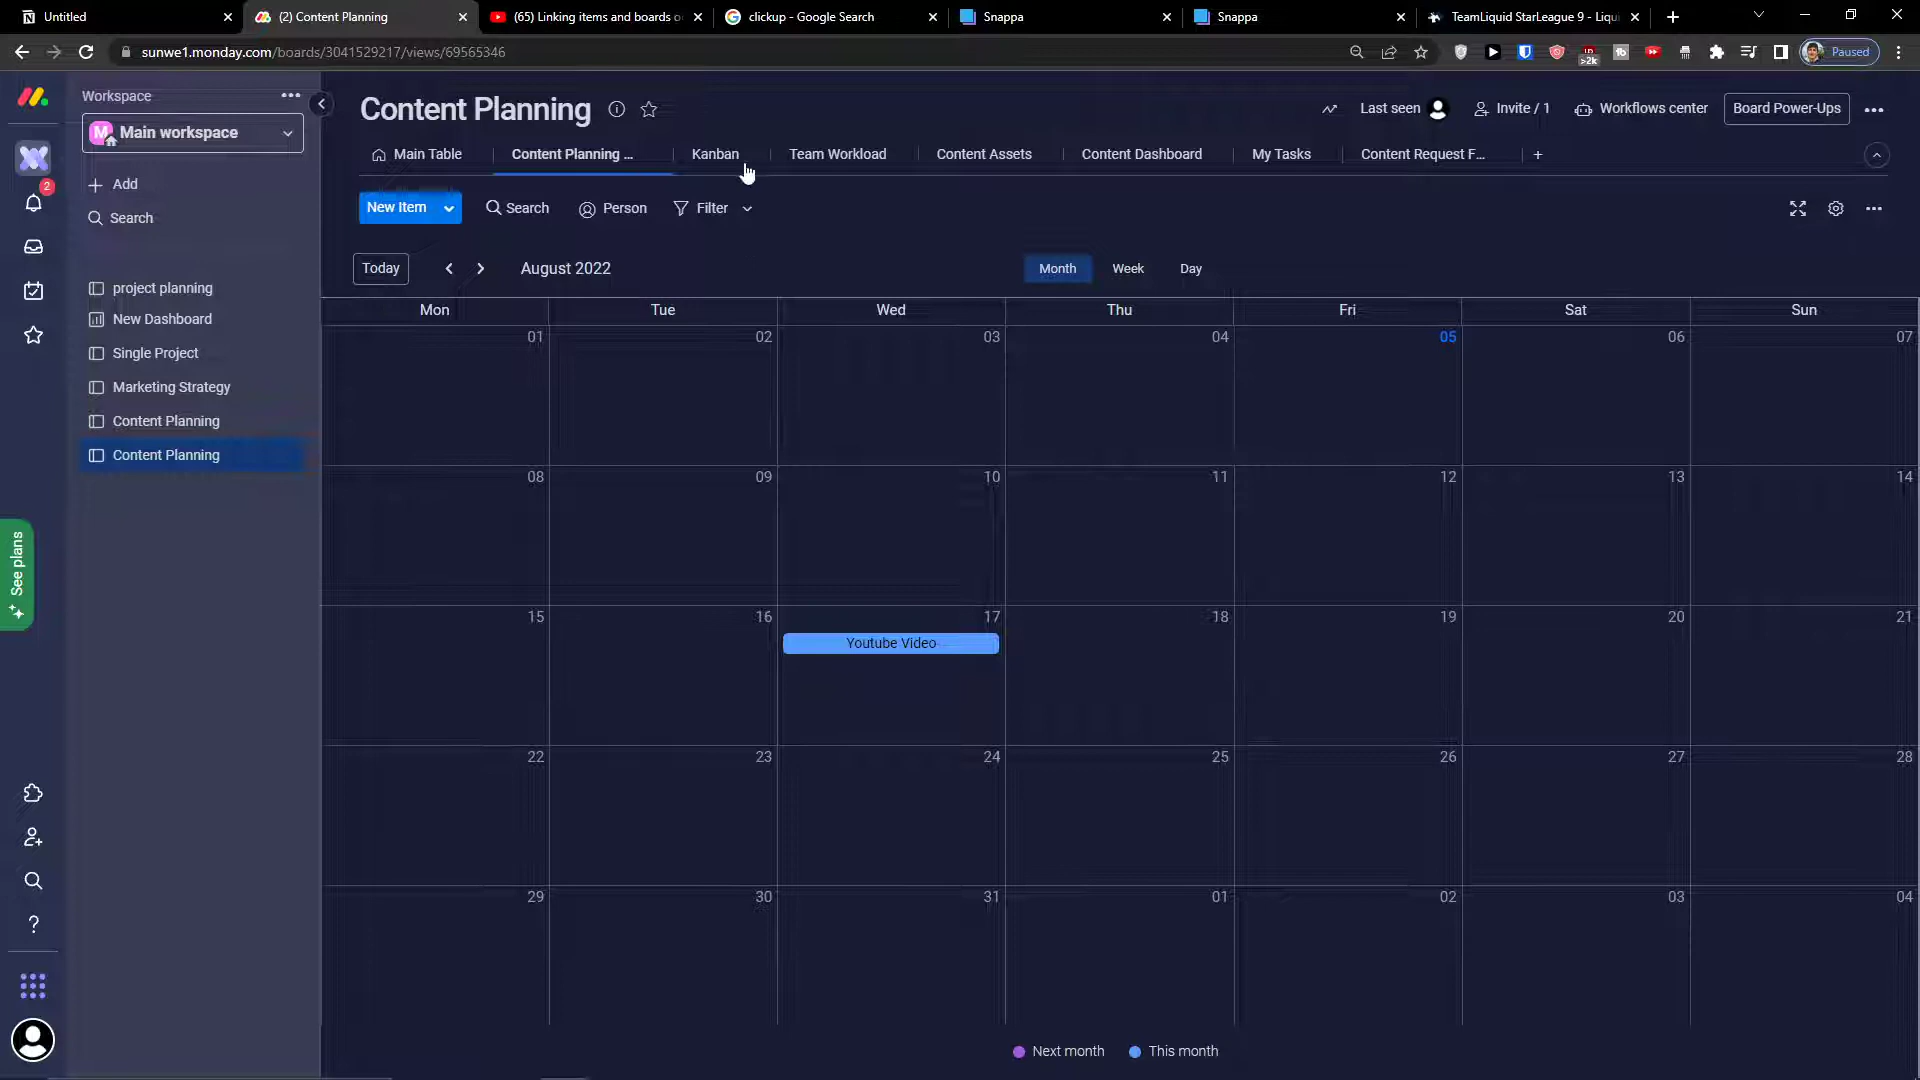 Untitled
(2) Content Planning
(65) Linking items and boards o
clickup - Google Search
Snappa
Snappa
TeamLiquid StarLeague 9 - Liqu
sunwe1.monday.com/boards/3041529217/views/69565346
>2k
Paused
Workspace
M Main workspace
Add
Search
project planning
New Dashboard
Single Project
Marketing Strategy
Content Planning
Content Planning
2
See plans
Content Planning
Last seen
Invite / 1
Workflows center
Board Power-Ups
Main Table
Content Planning ...
Kanban
Team Workload
Content Assets
Content Dashboard
My Tasks
Content Request F...
New Item
Search
Person
Filter
Today
August 2022
Month
Week
Day
Mon Tue Wed Thu Fri Sat Sun
01 02 03 04 05 06 07
08 09 10 11 12 13 14
15 16 17 18 19 20 21
Youtube Video
22 23 24 25 26 27 28
29 30 31 01 02 03 04
Next month
This month